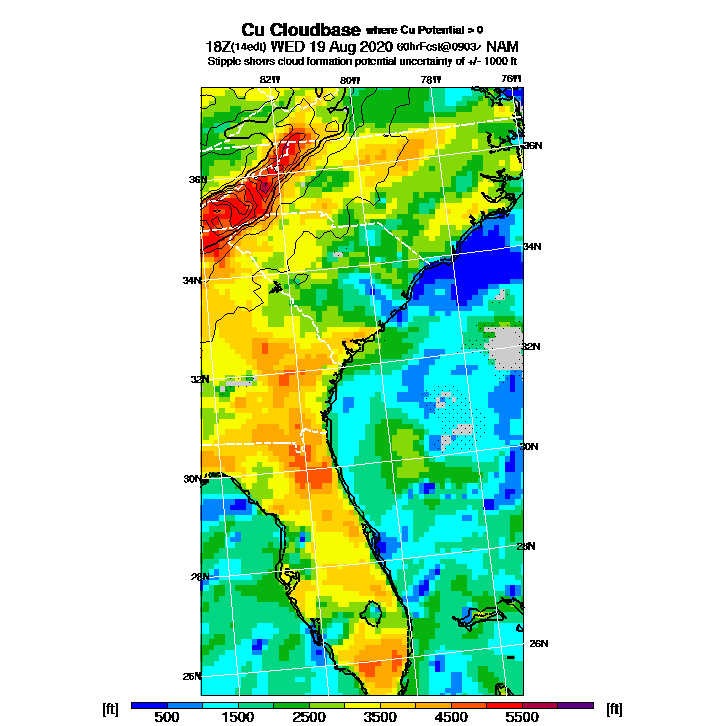 Cu Cloudbase where Cu Potential > 0
18Z(14edt) WED 19 Aug 2020 60hrFcst@0903z NAM
Stipple shows cloud formation potential uncertainty of +/- 1000 ft
82W 80W 78W 76W
36N
36N
34N
34N
32N
32N
30N
30N
28N
28N
26N
26N
[ft] 500 1500 2500 3500 4500 5500 [ft]